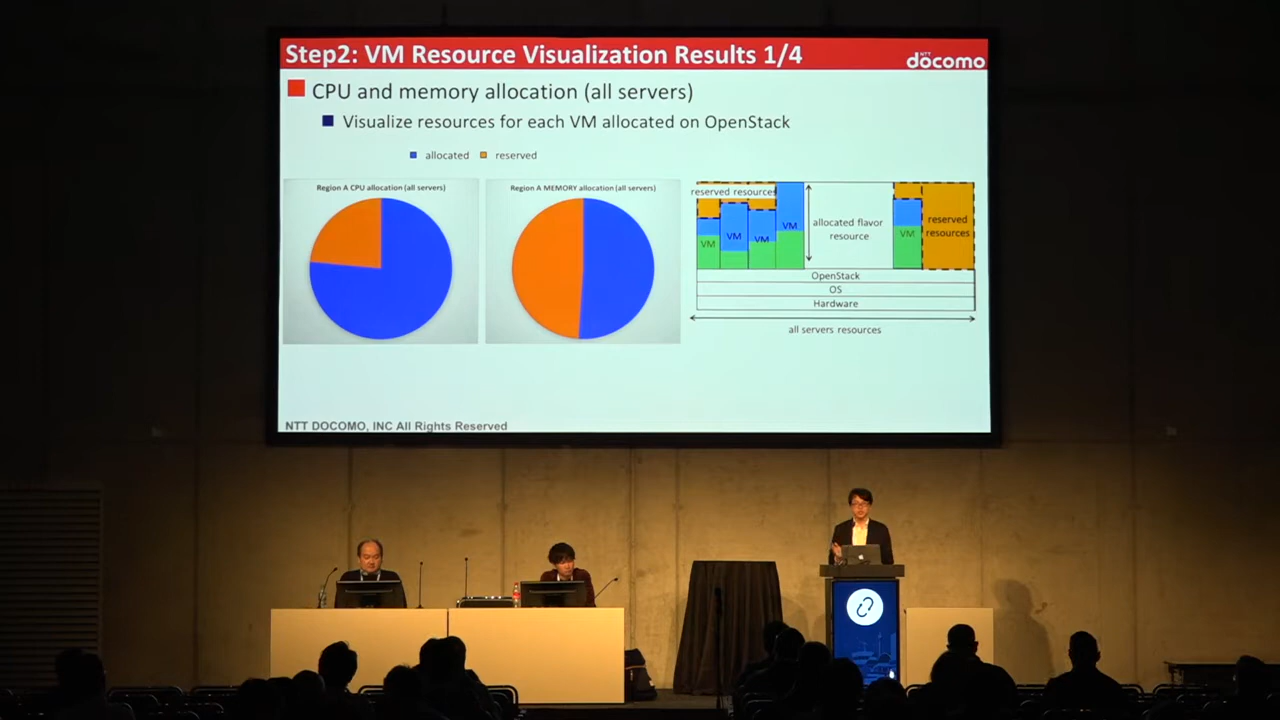 Step2: VM Resource Visualization Results 1/4
NTT
döcomo
CPU and memory allocation (all servers)
Visualize resources for each VM allocated on OpenStack
allocated reserved
Region A CPU allocation (all servers)
Region A MEMORY allocation (all servers)
reserved resources
VM
VM
VM
VM
allocated flavor
resource
VM
reserved
resources
OpenStack
OS
Hardware
all servers resources
NTT DOCOMO, INC All Rights Reserved